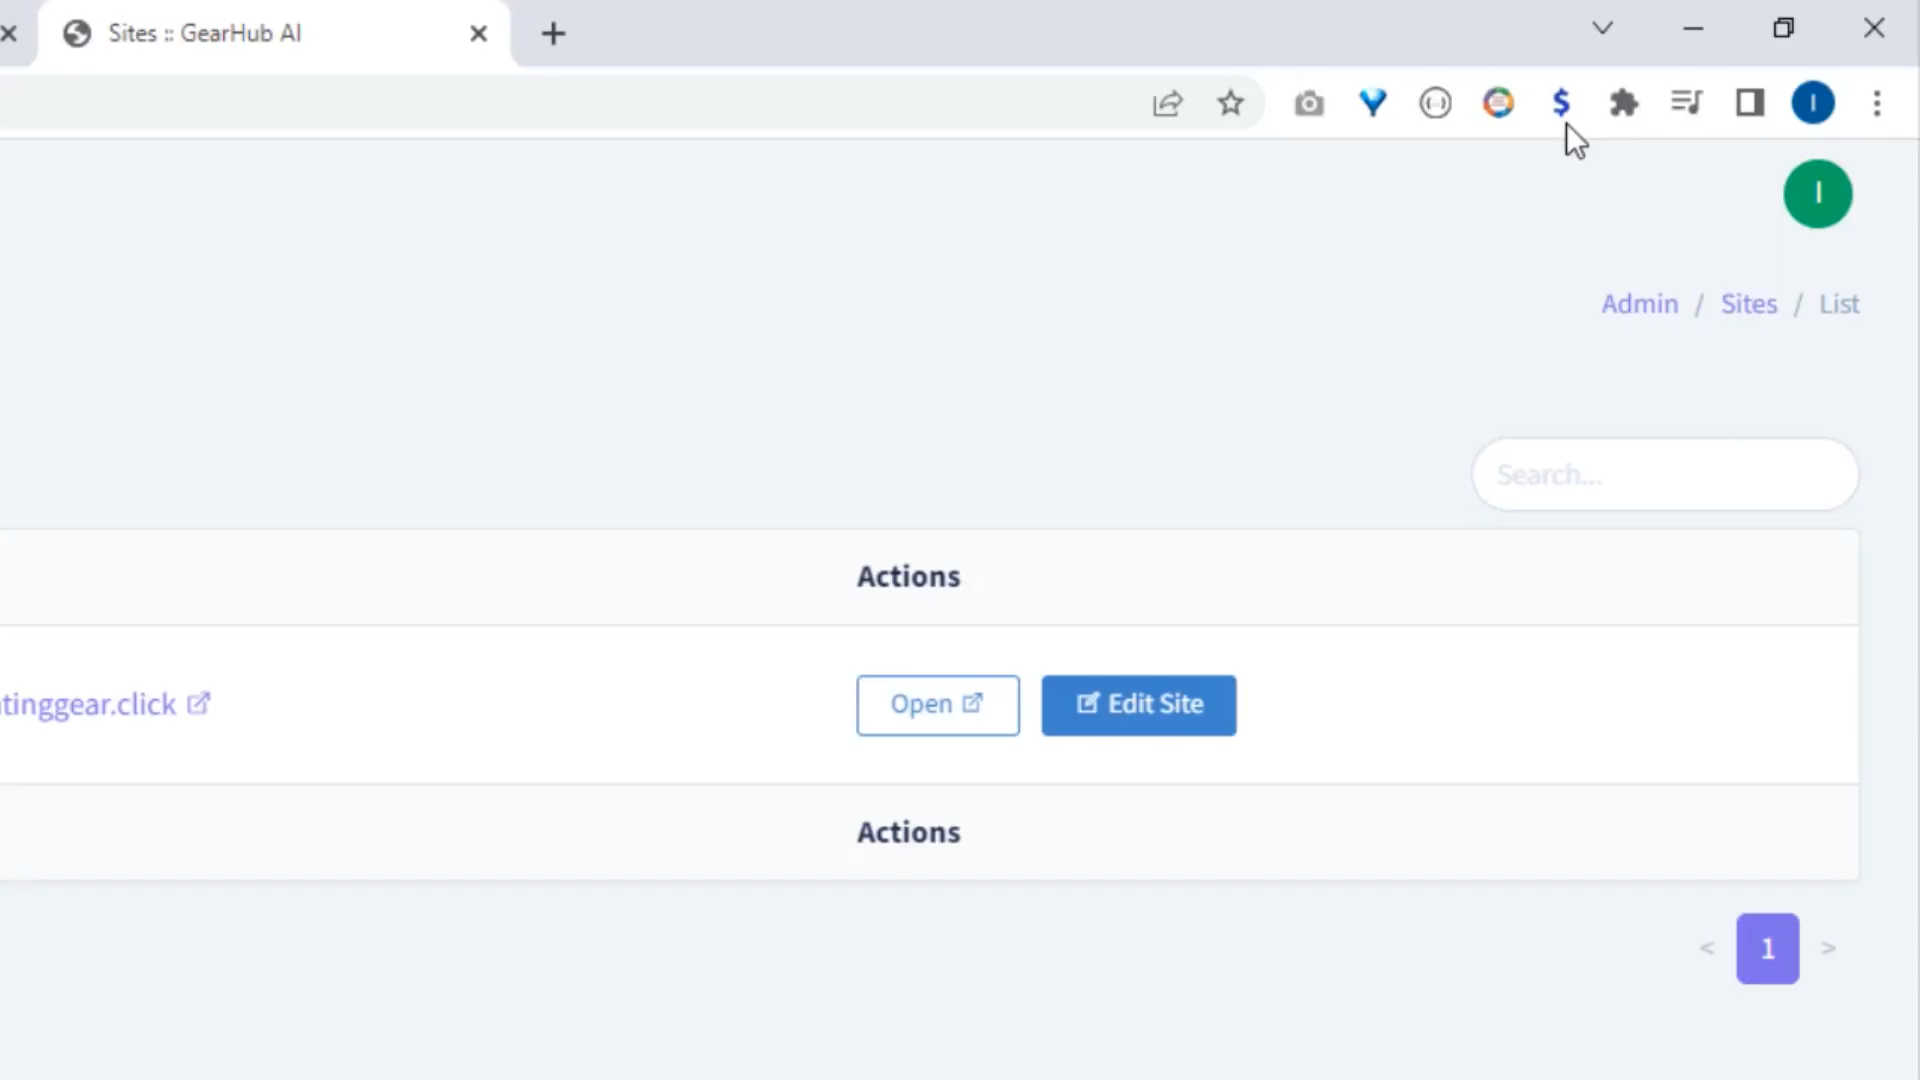 Sites :: GearHub AI
$
I
I
Admin / Sites / List
Search...
Actions
tinggear.click
Open
Edit Site
Actions
< 1 >